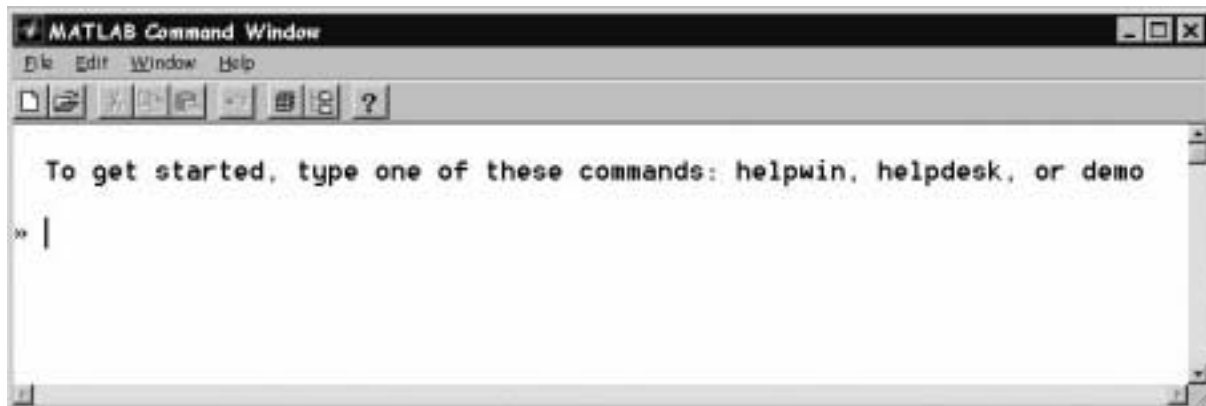 MATLAB Command Window
File Edit Window Help
?
To get started, type one of these commands: helpwin, helpdesk, or demo
»